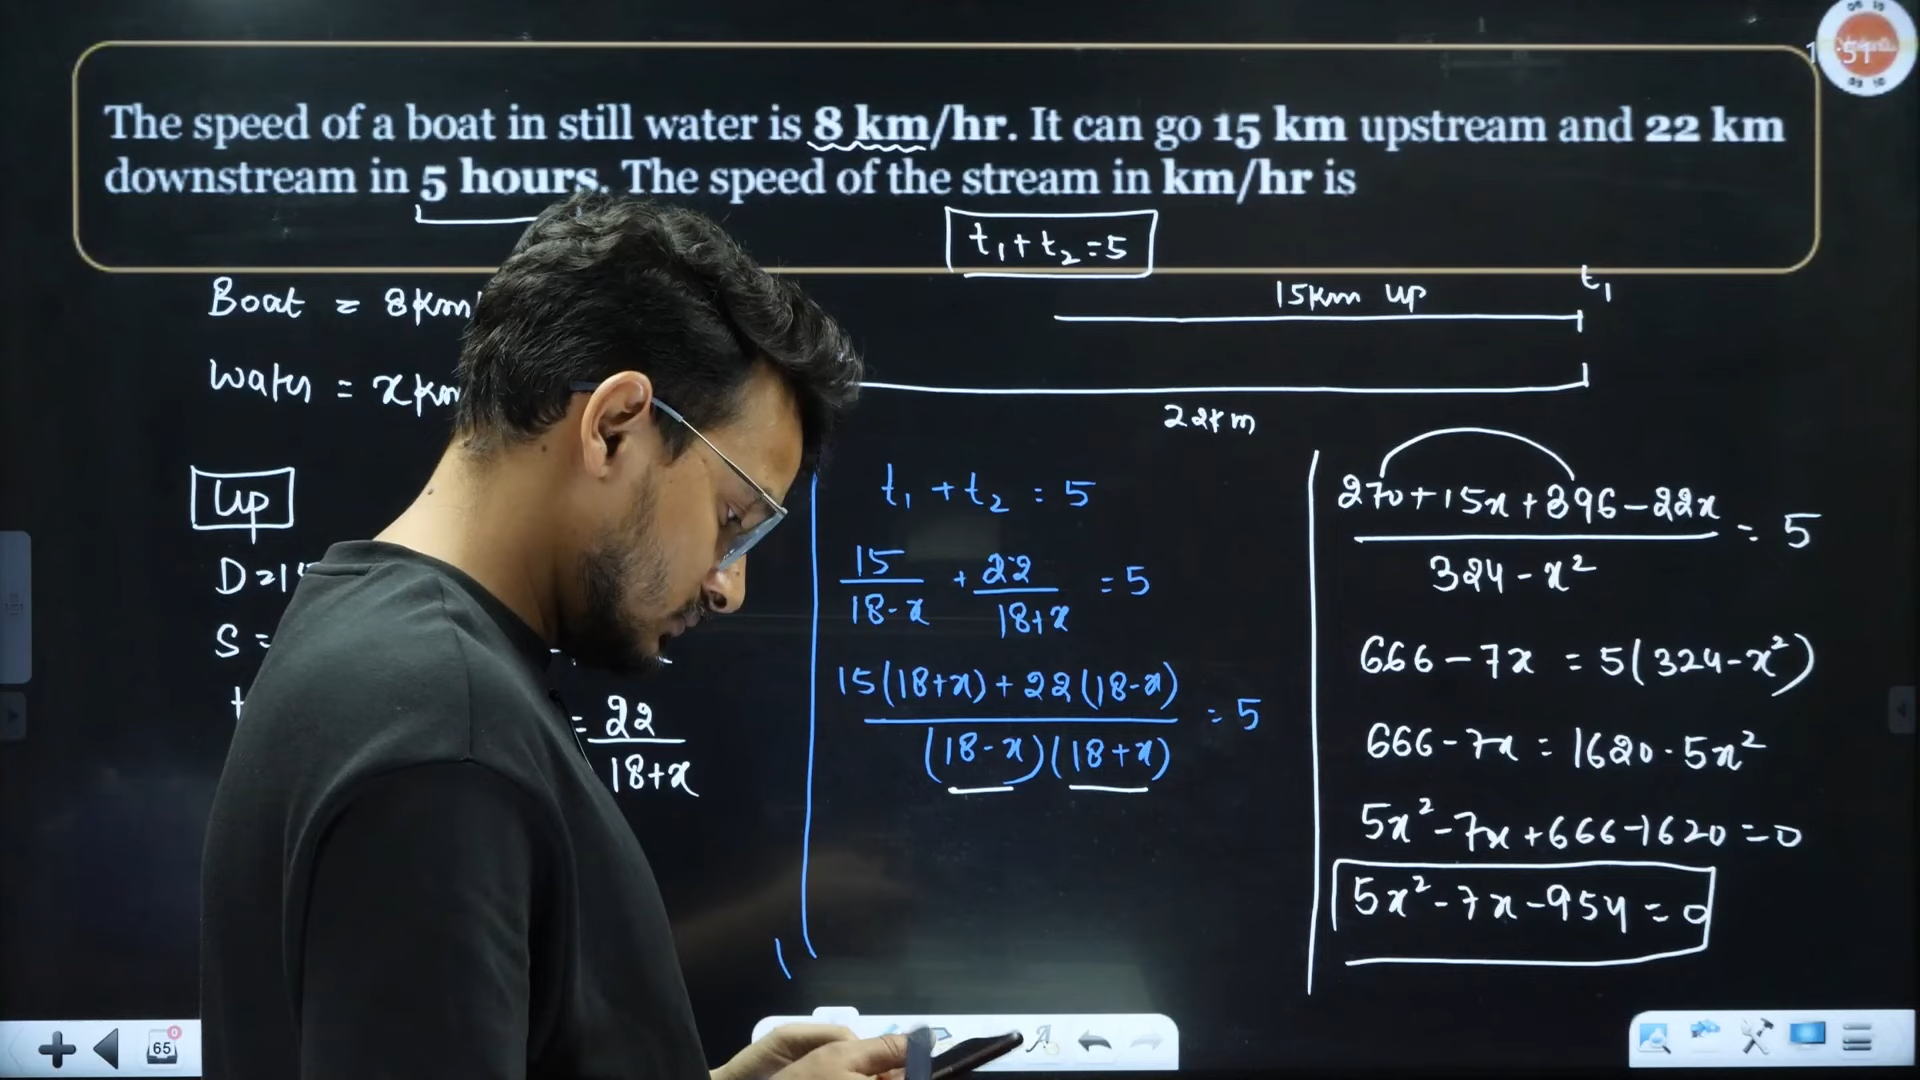 The speed of a boat in still water is 8 km/hr. It can go 15 km upstream and 22 km
downstream in 5 hours. The speed of the stream in km/hr is
t₁ + t₂ = 5
Boat = 8 km
Water = x km
15km up
t₁
22km
Up
D=1
S =
t
= 22/(18+x)
t₁ + t₂ = 5
15/(18-x) + 22/(18+x) = 5
(15(18+x) + 22(18-x))/((18-x)(18+x)) = 5
(270+15x+396-22x)/(324-x²) = 5
666-7x = 5(324-x²)
666-7x = 1620-5x²
5x²-7x+666-1620=0
5x²-7x-954=0
65
0